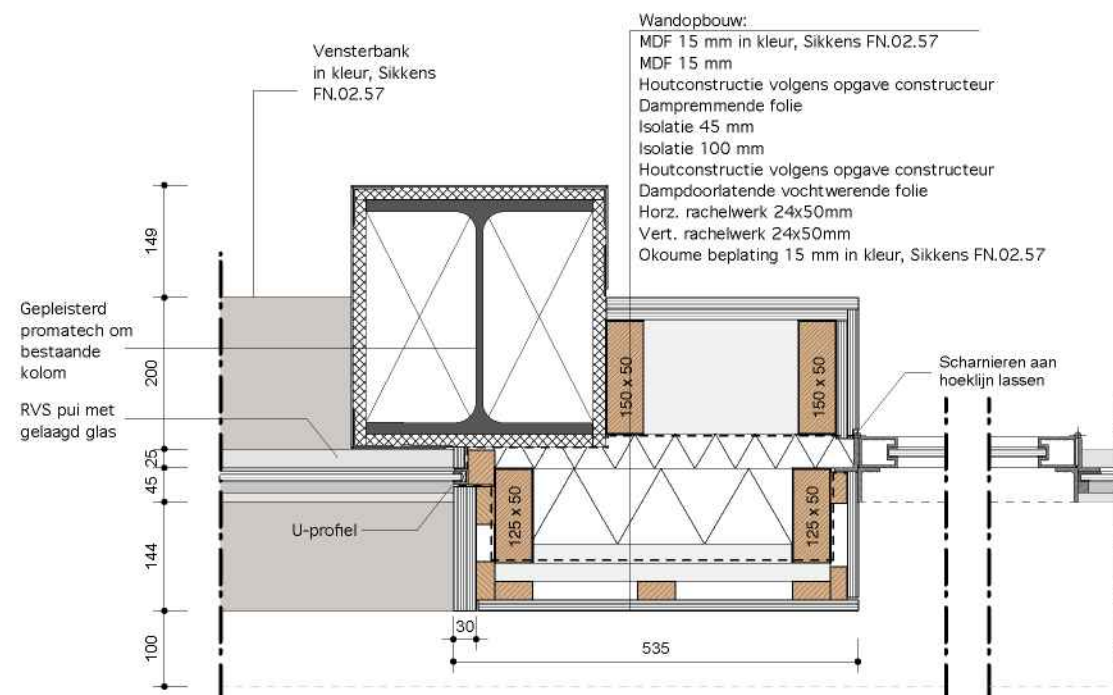 Wandopbouw:
MDF 15 mm in kleur, Sikkens FN.02.57
MDF 15 mm
Houtconstructie volgens opgave constructeur
Dampremmende folie
Isolatie 45 mm
Isolatie 100 mm
Houtconstructie volgens opgave constructeur
Dampdoorlatende vochtwerende folie
Horz. rachelwerk 24x50mm
Vert. rachelwerk 24x50mm
Okoume beplating 15 mm in kleur, Sikkens FN.02.57
Vensterbank
in kleur, Sikkens
FN.02.57
149
Gepleisterd
promatech om
bestaande
kolom
200
RVS pui met
gelaagd glas
25
45
U-profiel
144
100
150 x 50
150 x 50
Scharnieren aan
hoeklijn lassen
125 x 50
125 x 50
30
535